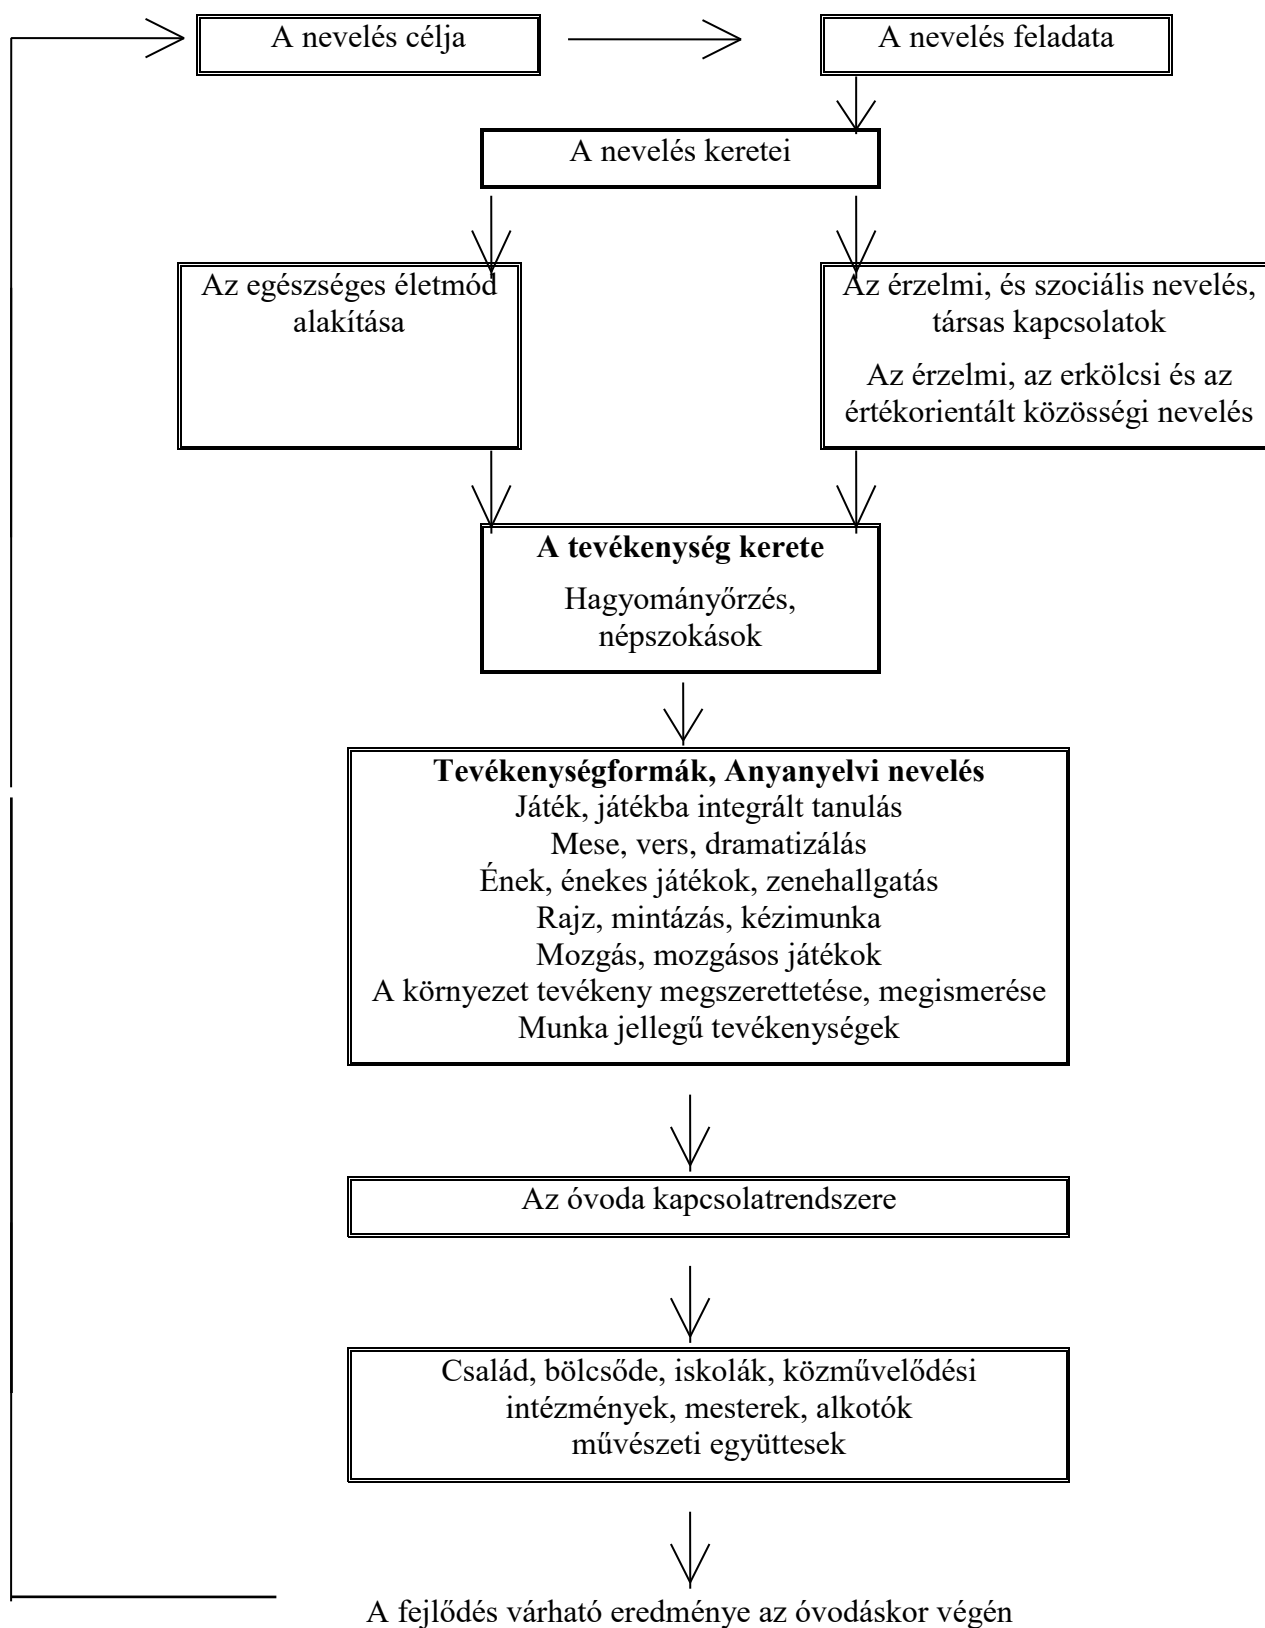 A nevelés célja
A nevelés feladata
A nevelés keretei
Az egészséges életmód
alakítása
Az érzelmi, és szociális nevelés,
társas kapcsolatok
Az érzelmi, az erkölcsi és az
értékorientált közösségi nevelés
A tevékenység kerete
Hagyományőrzés,
népszokások
Tevékenységformák, Anyanyelvi nevelés
Játék, játékba integrált tanulás
Mese, vers, dramatizálás
Ének, énekes játékok, zenehallgatás
Rajz, mintázás, kézimunka
Mozgás, mozgásos játékok
A környezet tevékeny megszerettetése, megismerése
Munka jellegű tevékenységek
Az óvoda kapcsolatrendszere
Család, bölcsőde, iskolák, közművelődési
intézmények, mesterek, alkotók
művészeti együttesek
A fejlődés várható eredménye az óvodáskor végén